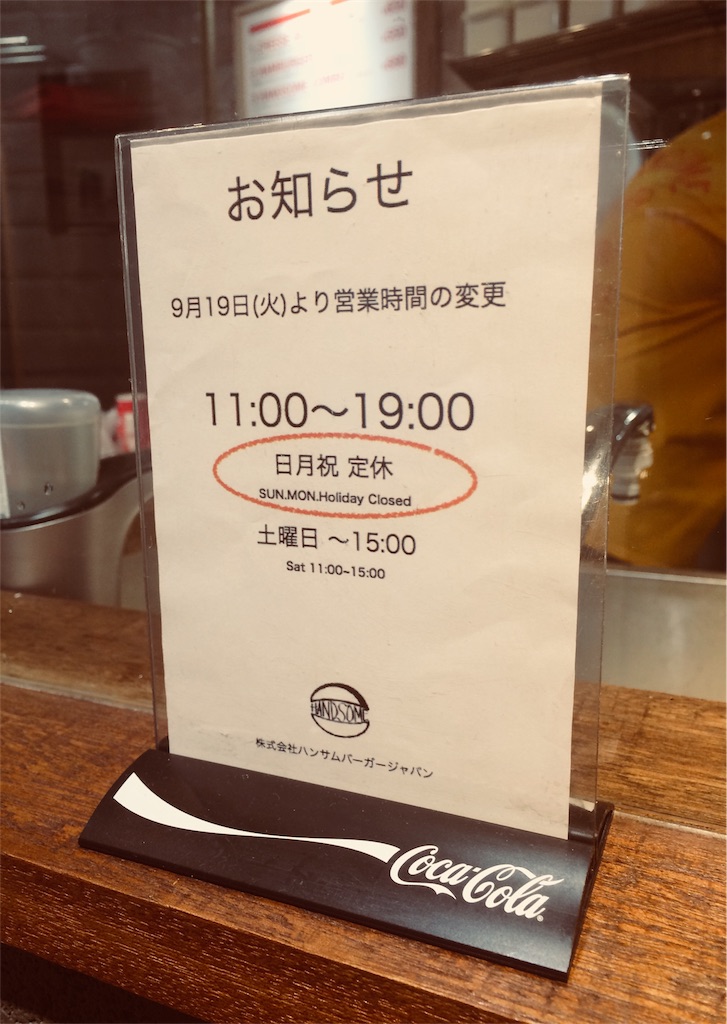 お知らせ
9月19日(火)より営業時間の変更
11:00〜19:00
日月祝 定休
SUN.MON.Holiday Closed
土曜日 〜15:00
Sat 11:00~15:00
HANDSOME
株式会社ハンサムバーガージャパン
Coca-Cola